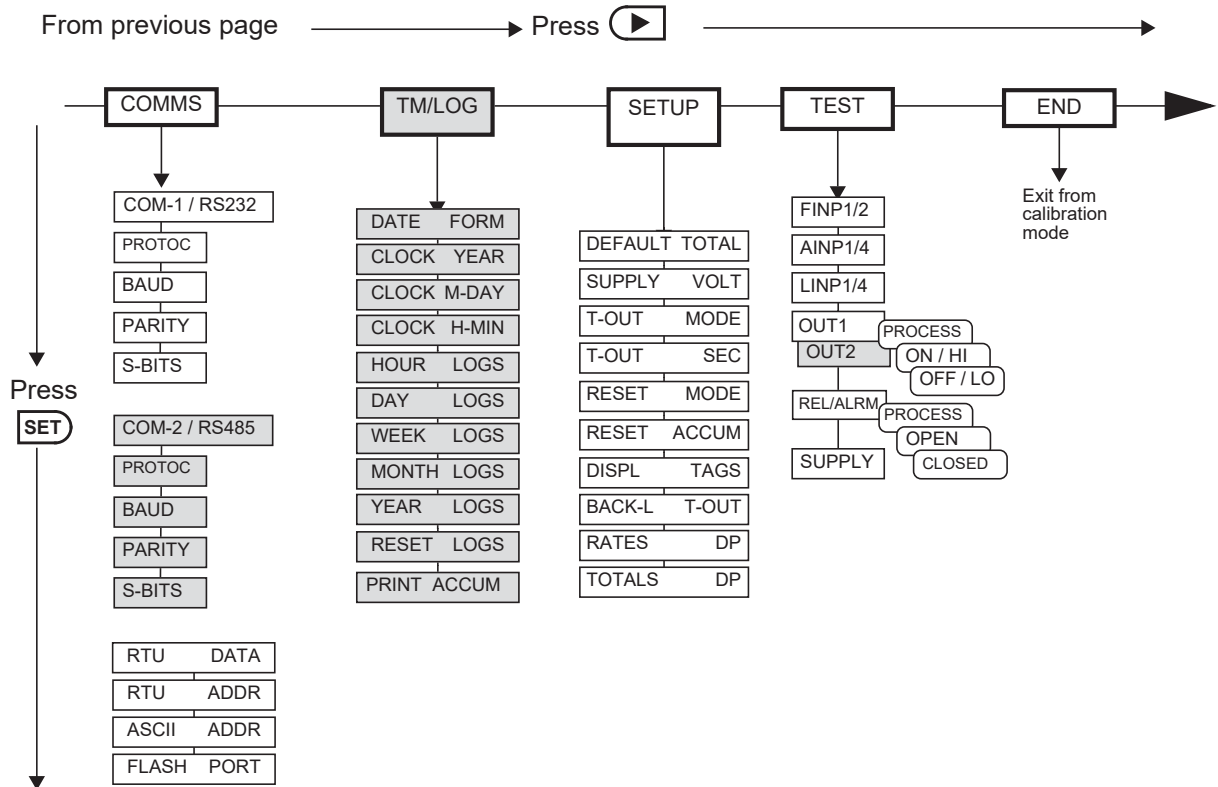 From previous page
Press
COMMS
TM/LOG
SETUP
TEST
END
Press
SET
COM-1 / RS232
PROTOC
BAUD
PARITY
S-BITS
COM-2 / RS485
PROTOC
BAUD
PARITY
S-BITS
RTU DATA
RTU ADDR
ASCII ADDR
FLASH PORT
DATE FORM
CLOCK YEAR
CLOCK M-DAY
CLOCK H-MIN
HOUR LOGS
DAY LOGS
WEEK LOGS
MONTH LOGS
YEAR LOGS
RESET LOGS
PRINT ACCUM
DEFAULT TOTAL
SUPPLY VOLT
T-OUT MODE
T-OUT SEC
RESET MODE
RESET ACCUM
DISPL TAGS
BACK-L T-OUT
RATES DP
TOTALS DP
FINP1/2
AINP1/4
LINP1/4
OUT1
OUT2
PROCESS
ON / HI
OFF / LO
REL/ALRM
PROCESS
OPEN
CLOSED
SUPPLY
Exit from
calibration
mode